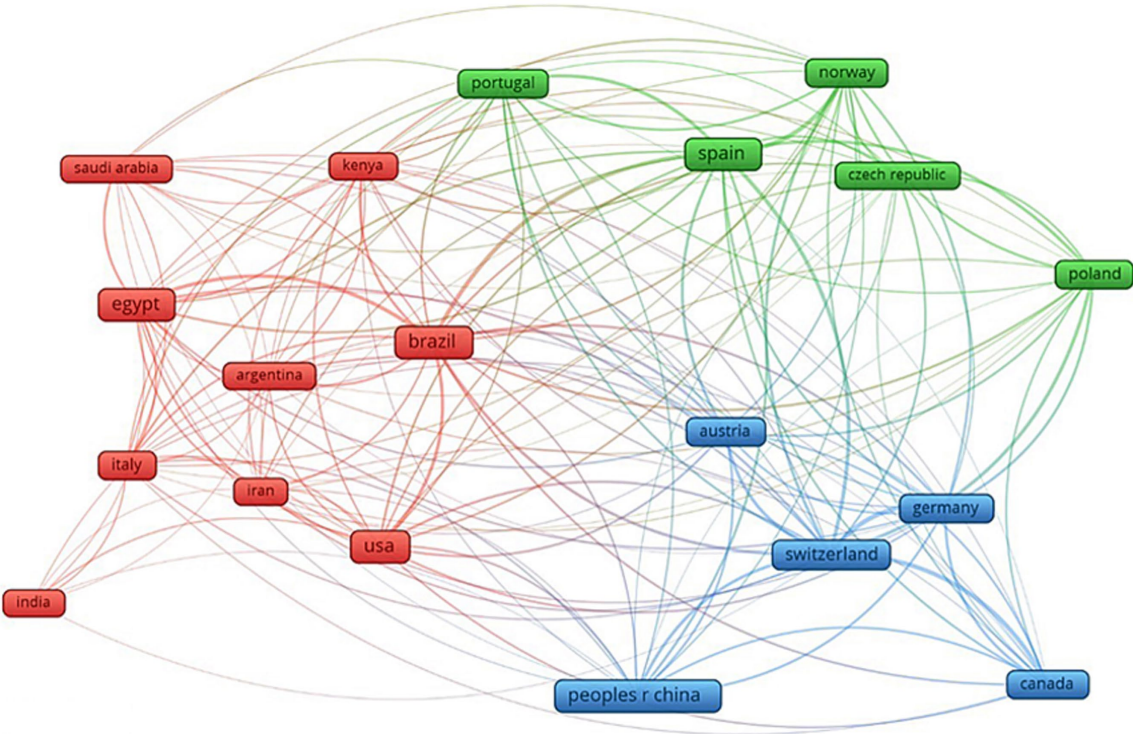 norway
portugal
spain
saudi arabia
kenya
czech republic
poland
egypt
brazil
argentina
austria
italy
iran
germany
usa
switzerland
india
peoples r china
canada